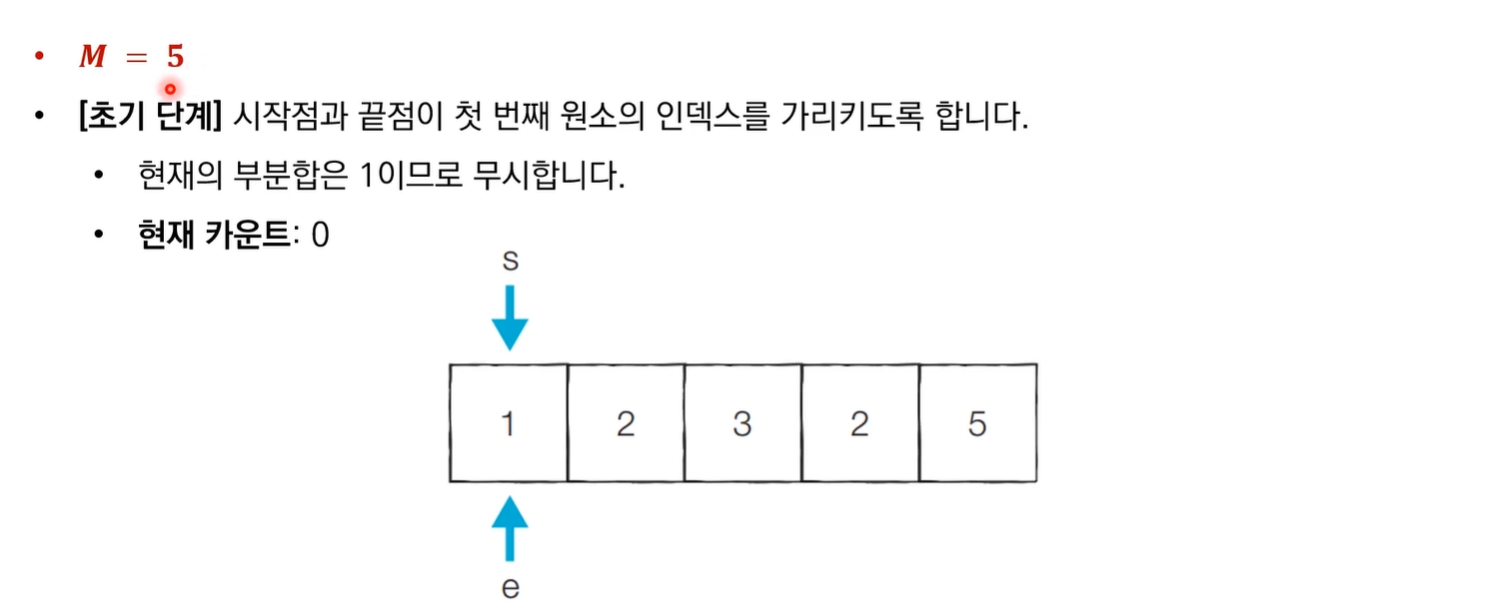 • M = 5
• [초기 단계] 시작점과 끝점이 첫 번째 원소의 인덱스를 가리키도록 합니다.
• 현재의 부분합은 1이므로 무시합니다.
• 현재 카운트: 0
s
1 2 3 2 5
e